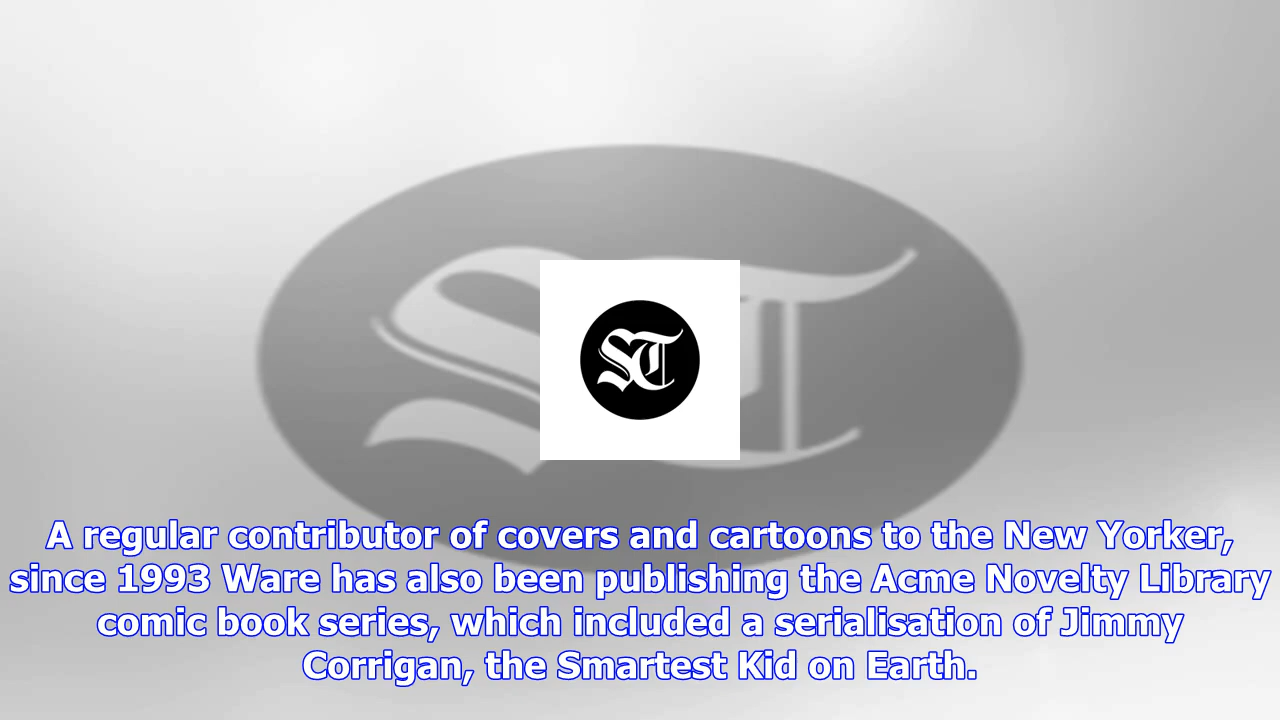 ST
A regular contributor of covers and cartoons to the New Yorker,
since 1993 Ware has also been publishing the Acme Novelty Library
comic book series, which included a serialisation of Jimmy
Corrigan, the Smartest Kid on Earth.